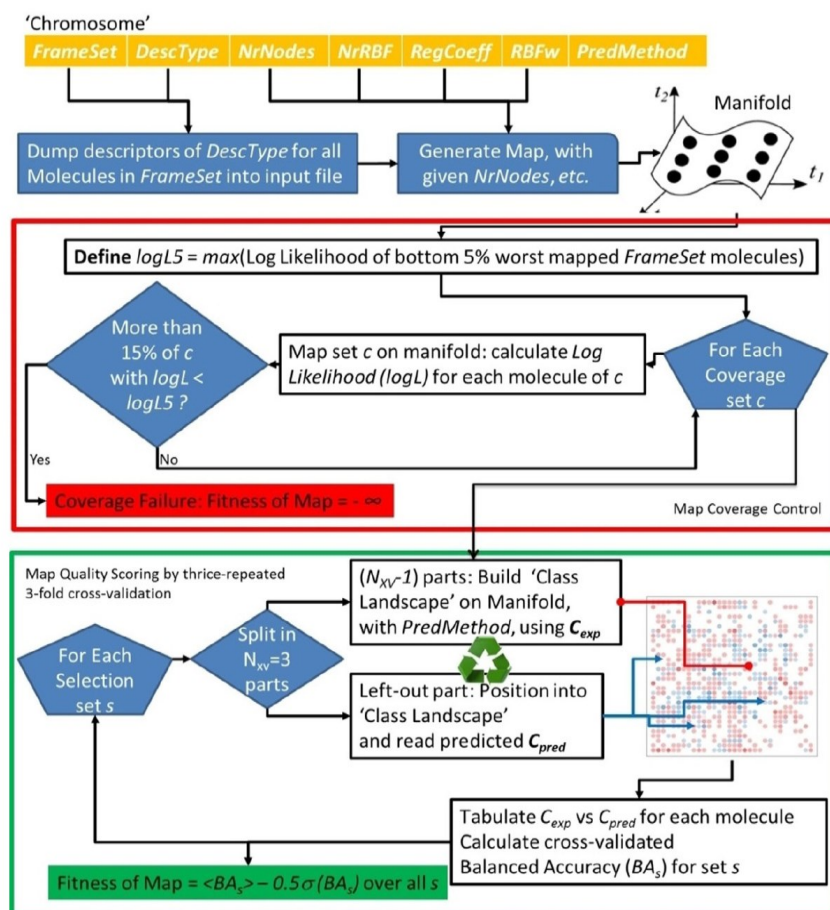 ‘Chromosome’
FrameSet DescType NrNodes NrRBF RegCoeff RBFw PredMethod
Dump descriptors of DescType for all
Molecules in FrameSet into input file
Generate Map, with
given NrNodes, etc.
t2
Manifold
t1
Define logL5 = max(Log Likelihood of bottom 5% worst mapped FrameSet molecules)
More than
15% of c
with logL <
logL5 ?
Map set c on manifold: calculate Log
Likelihood (logL) for each molecule of c
For Each
Coverage
set c
Yes
No
Coverage Failure: Fitness of Map = - ∞
Map Coverage Control
Map Quality Scoring by thrice-repeated
3-fold cross-validation
For Each
Selection
set s
Split in
Nxv=3
parts
(NXV-1) parts: Build ‘Class
Landscape’ on Manifold,
with PredMethod, using Cexp
Left-out part: Position into
‘Class Landscape’
and read predicted Cpred
Tabulate Cexp vs Cpred for each molecule
Calculate cross-validated
Balanced Accuracy (BAs) for set s
Fitness of Map = <BAs> – 0.5σ(BAs) over all s